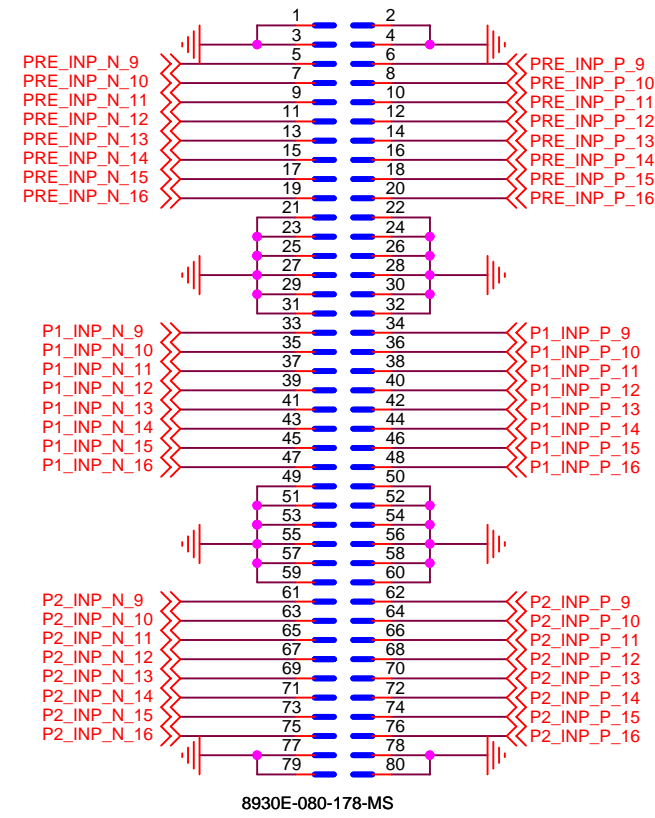 1 2
3 4
PRE_INP_N_9 5 6 PRE_INP_P_9
PRE_INP_N_10 7 8 PRE_INP_P_10
PRE_INP_N_11 9 10 PRE_INP_P_11
PRE_INP_N_12 11 12 PRE_INP_P_12
PRE_INP_N_13 13 14 PRE_INP_P_13
PRE_INP_N_14 15 16 PRE_INP_P_14
PRE_INP_N_15 17 18 PRE_INP_P_15
PRE_INP_N_16 19 20 PRE_INP_P_16
21 22
23 24
25 26
27 28
29 30
31 32
P1_INP_N_9 33 34 P1_INP_P_9
P1_INP_N_10 35 36 P1_INP_P_10
P1_INP_N_11 37 38 P1_INP_P_11
P1_INP_N_12 39 40 P1_INP_P_12
P1_INP_N_13 41 42 P1_INP_P_13
P1_INP_N_14 43 44 P1_INP_P_14
P1_INP_N_15 45 46 P1_INP_P_15
P1_INP_N_16 47 48 P1_INP_P_16
49 50
51 52
53 54
55 56
57 58
59 60
P2_INP_N_9 61 62 P2_INP_P_9
P2_INP_N_10 63 64 P2_INP_P_10
P2_INP_N_11 65 66 P2_INP_P_11
P2_INP_N_12 67 68 P2_INP_P_12
P2_INP_N_13 69 70 P2_INP_P_13
P2_INP_N_14 71 72 P2_INP_P_14
P2_INP_N_15 73 74 P2_INP_P_15
P2_INP_N_16 75 76 P2_INP_P_16
77 78
79 80
8930E-080-178-MS